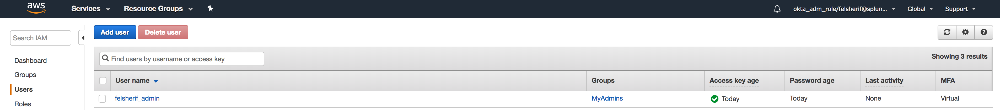 aws Services Resource Groups okta_adm_role/felsherif@splun... Global Support
Search IAM
Dashboard
Groups
Users
Roles
Add user Delete user
Find users by username or access key
Showing 3 results
User name Groups Access key age Password age Last activity MFA
felsherif_admin MyAdmins Today Today None Virtual